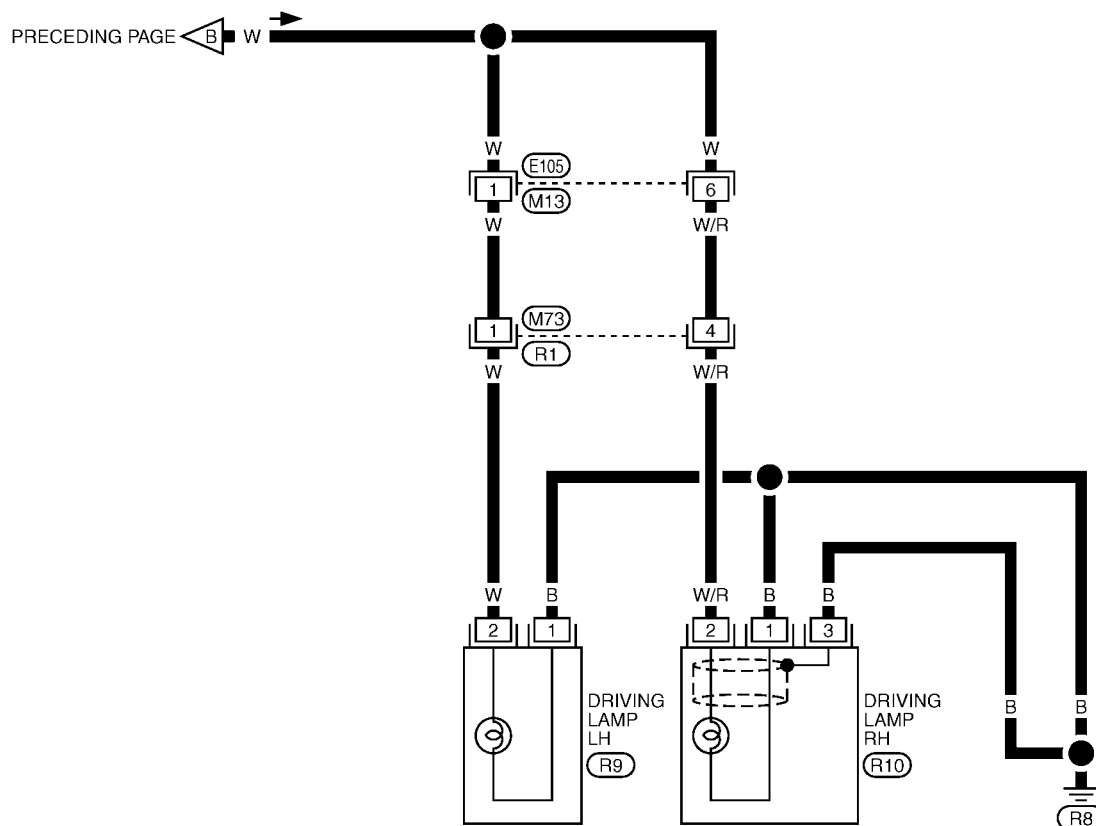 PRECEDING PAGE B W
W W
E105
1 6
M13
W W/R
M73
1 4
R1
W W/R
W B W/R B B
2 1 2 1 3
DRIVING
LAMP
LH
R9
DRIVING
LAMP
RH
R10
B B
R8